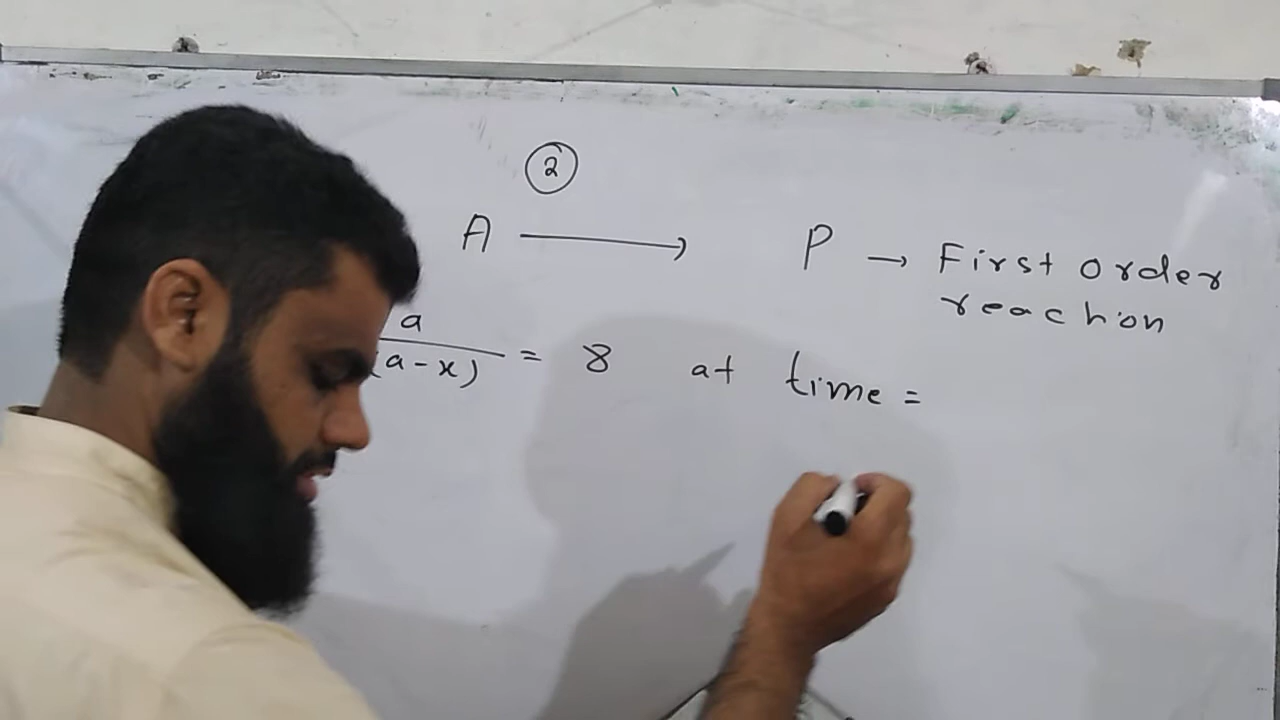 2
A ⟶ P → First order
reaction
a
(a-x) = 8 at time =